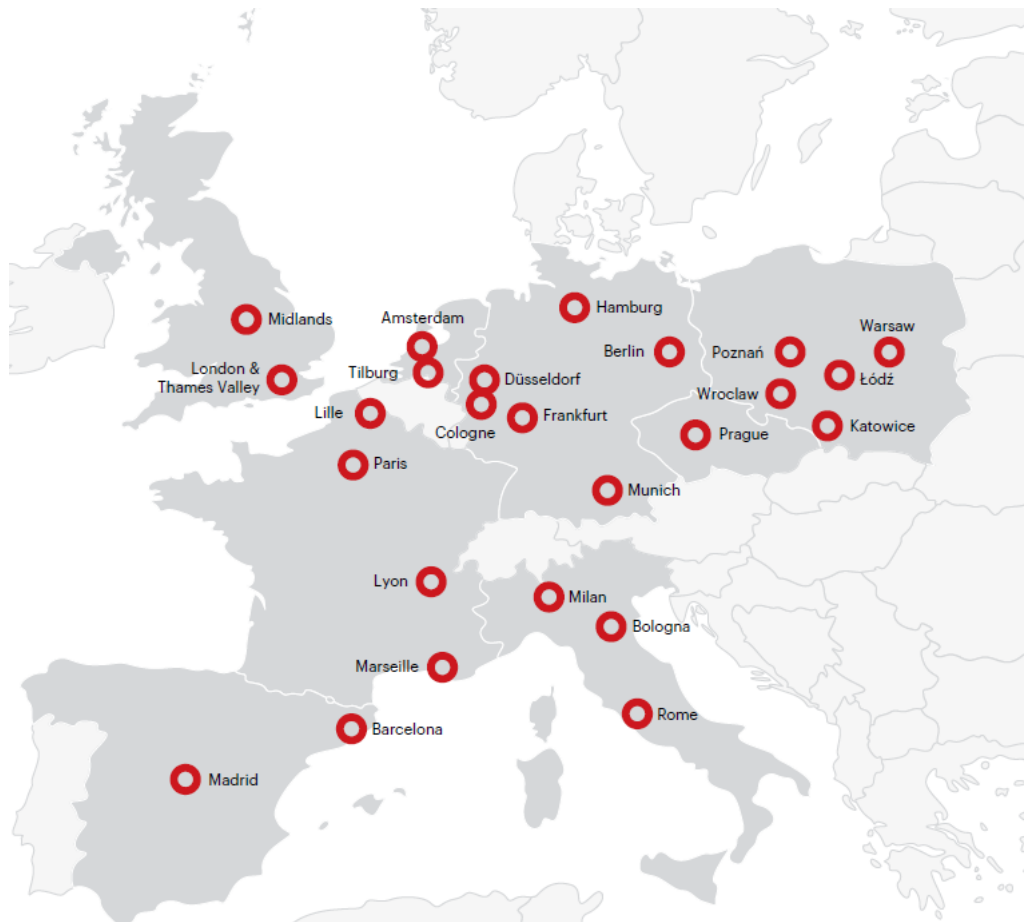 Hamburg
Midlands
Amsterdam
Warsaw
Berlin
Poznań
London &
Thames Valley
Tilburg
Düsseldorf
Łódź
Wroclaw
Lille
Frankfurt
Cologne
Prague
Katowice
Paris
Munich
Lyon
Milan
Bologna
Marseille
Rome
Barcelona
Madrid